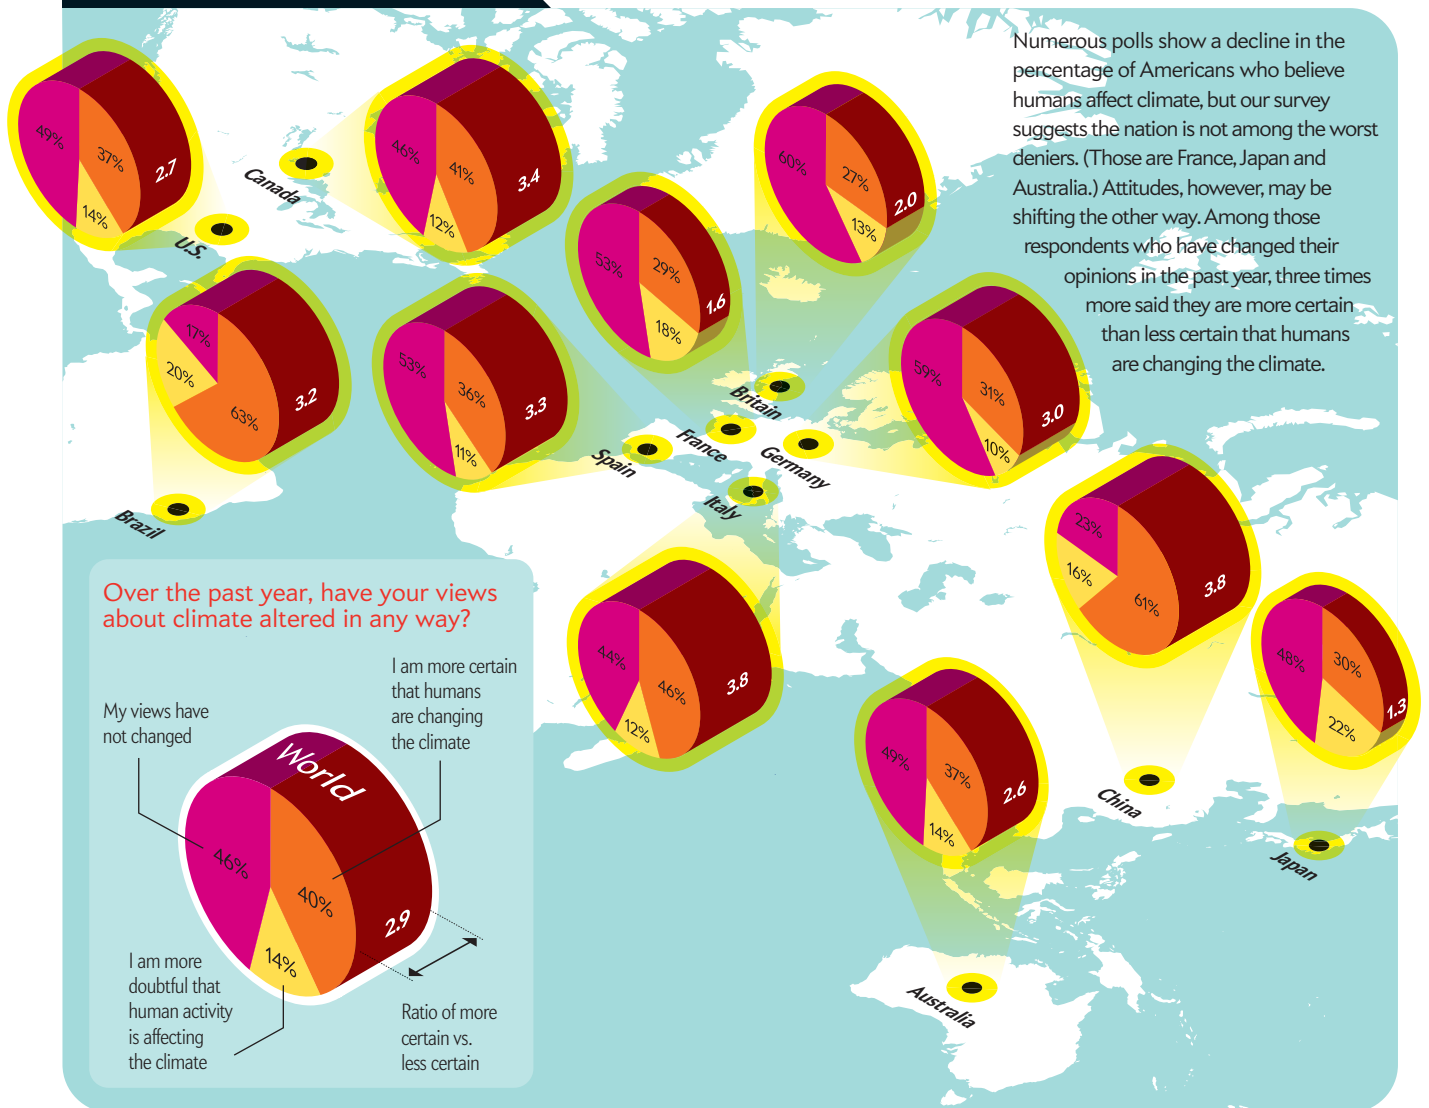 Numerous polls show a decline in the
percentage of Americans who believe
humans affect climate, but our survey
suggests the nation is not among the worst
deniers. (Those are France, Japan and
Australia.) Attitudes, however, may be
shifting the other way. Among those
respondents who have changed their
opinions in the past year, three times
more said they are more certain
than less certain that humans
are changing the climate.
49%
37%
14%
2.7
U.S.
Canada
46%
41%
12%
3.4
53%
29%
18%
1.6
60%
27%
13%
2.0
17%
20%
63%
3.2
Brazil
53%
36%
11%
3.3
Spain
France
Britain
Germany
Italy
59%
31%
10%
3.0
44%
46%
12%
3.8
23%
16%
61%
3.8
China
48%
30%
22%
1.3
Japan
49%
37%
14%
2.6
Australia
Over the past year, have your views
about climate altered in any way?
My views have
not changed
I am more certain
that humans
are changing
the climate
World
46%
40%
14%
2.9
I am more
doubtful that
human activity
is affecting
the climate
Ratio of more
certain vs.
less certain